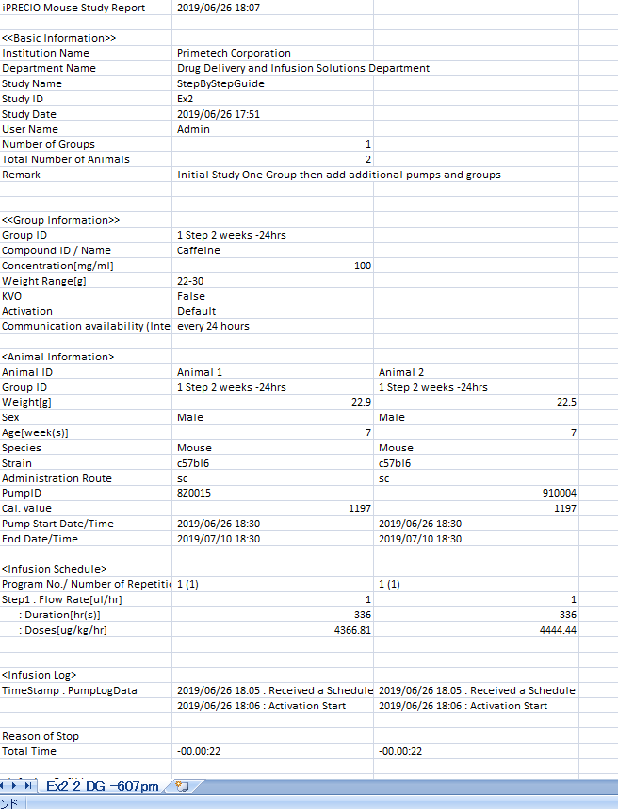 iPRECIO Mouse Study Report 2019/06/26 18:07
<<Basic Information>>
Institution Name Primetech Corporation
Department Name Drug Delivery and Infusion Solutions Department
Study Name StepByStepGuide
Study ID Ex2
Study Date 2019/06/26 17:51
User Name Admin
Number of Groups 1
Total Number of Animals 2
Remark Initial Study One Group then add additional pumps and groups
<<Group Information>>
Group ID 1 Step 2 weeks -24hrs
Compound ID / Name Caffeine
Concentration[mg/ml] 100
Weight Range[g] 22-30
KVO False
Activation Default
Communication availability (Inte every 24 hours
<Animal Information>
Animal ID Animal 1 Animal 2
Group ID 1 Step 2 weeks -24hrs 1 Step 2 weeks -24hrs
Weight[g] 22.9 22.5
Sex Male Male
Age[week(s)] 7 7
Species Mouse Mouse
Strain c57bl6 c57bl6
Administration Route sc sc
PumpID 820015 910004
Cal. value 1197 1197
Pump Start Date/Time 2019/06/26 18:30 2019/06/26 18:30
End Date/Time 2019/07/10 18:30 2019/07/10 18:30
<Infusion Schedule>
Program No./ Number of Repetitic 1 (1) 1 (1)
Step1 : Flow Rate[ul/hr] 1 1
: Duration[hr(s)] 336 336
: Doses[ug/kg/hr] 4366.81 4444.44
<Infusion Log>
TimeStamp : PumpLogData 2019/06/26 18:05 : Received a Schedule 2019/06/26 18:05 : Received a Schedule
2019/06/26 18:06 : Activation Start 2019/06/26 18:06 : Activation Start
Reason of Stop
Total Time -00:00:22 -00:00:22
Ex2 2 DG -607pm
ンド